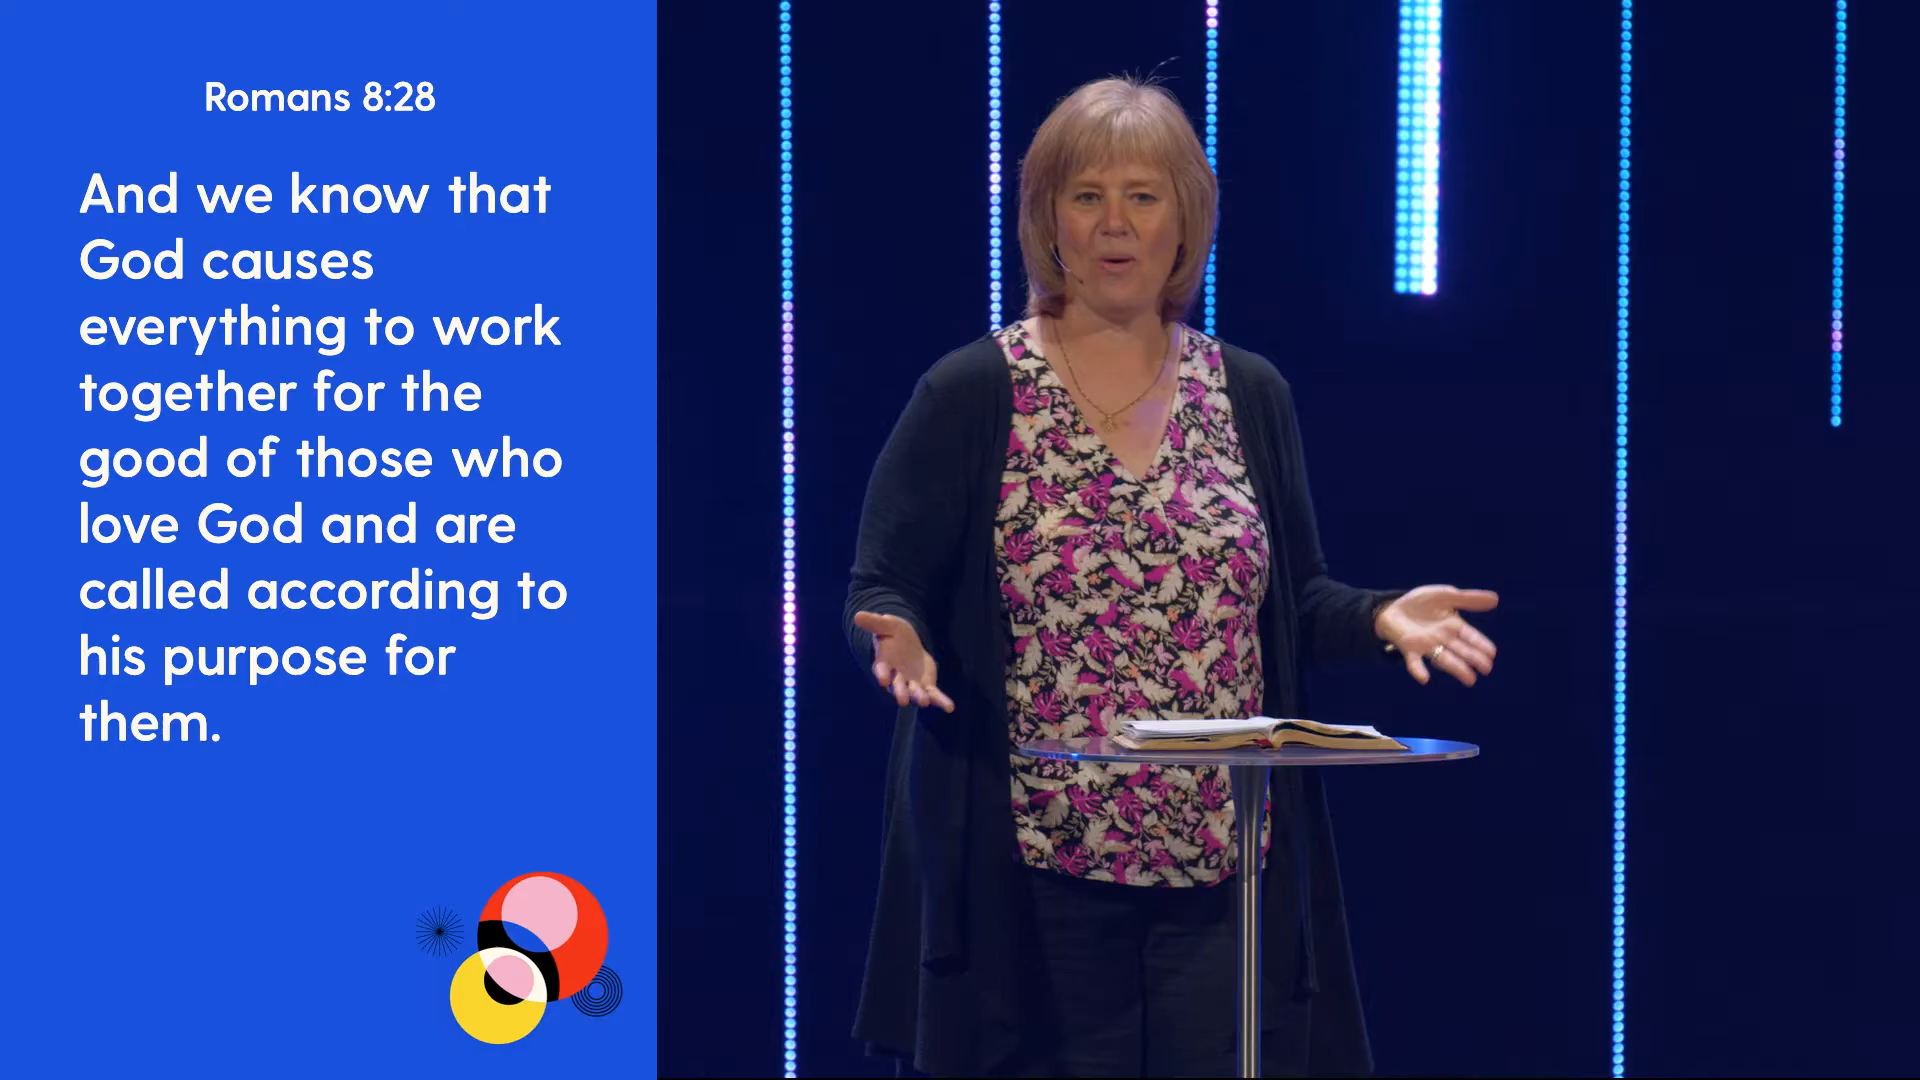 Romans 8:28
And we know that
God causes
everything to work
together for the
good of those who
love God and are
called according to
his purpose for
them.